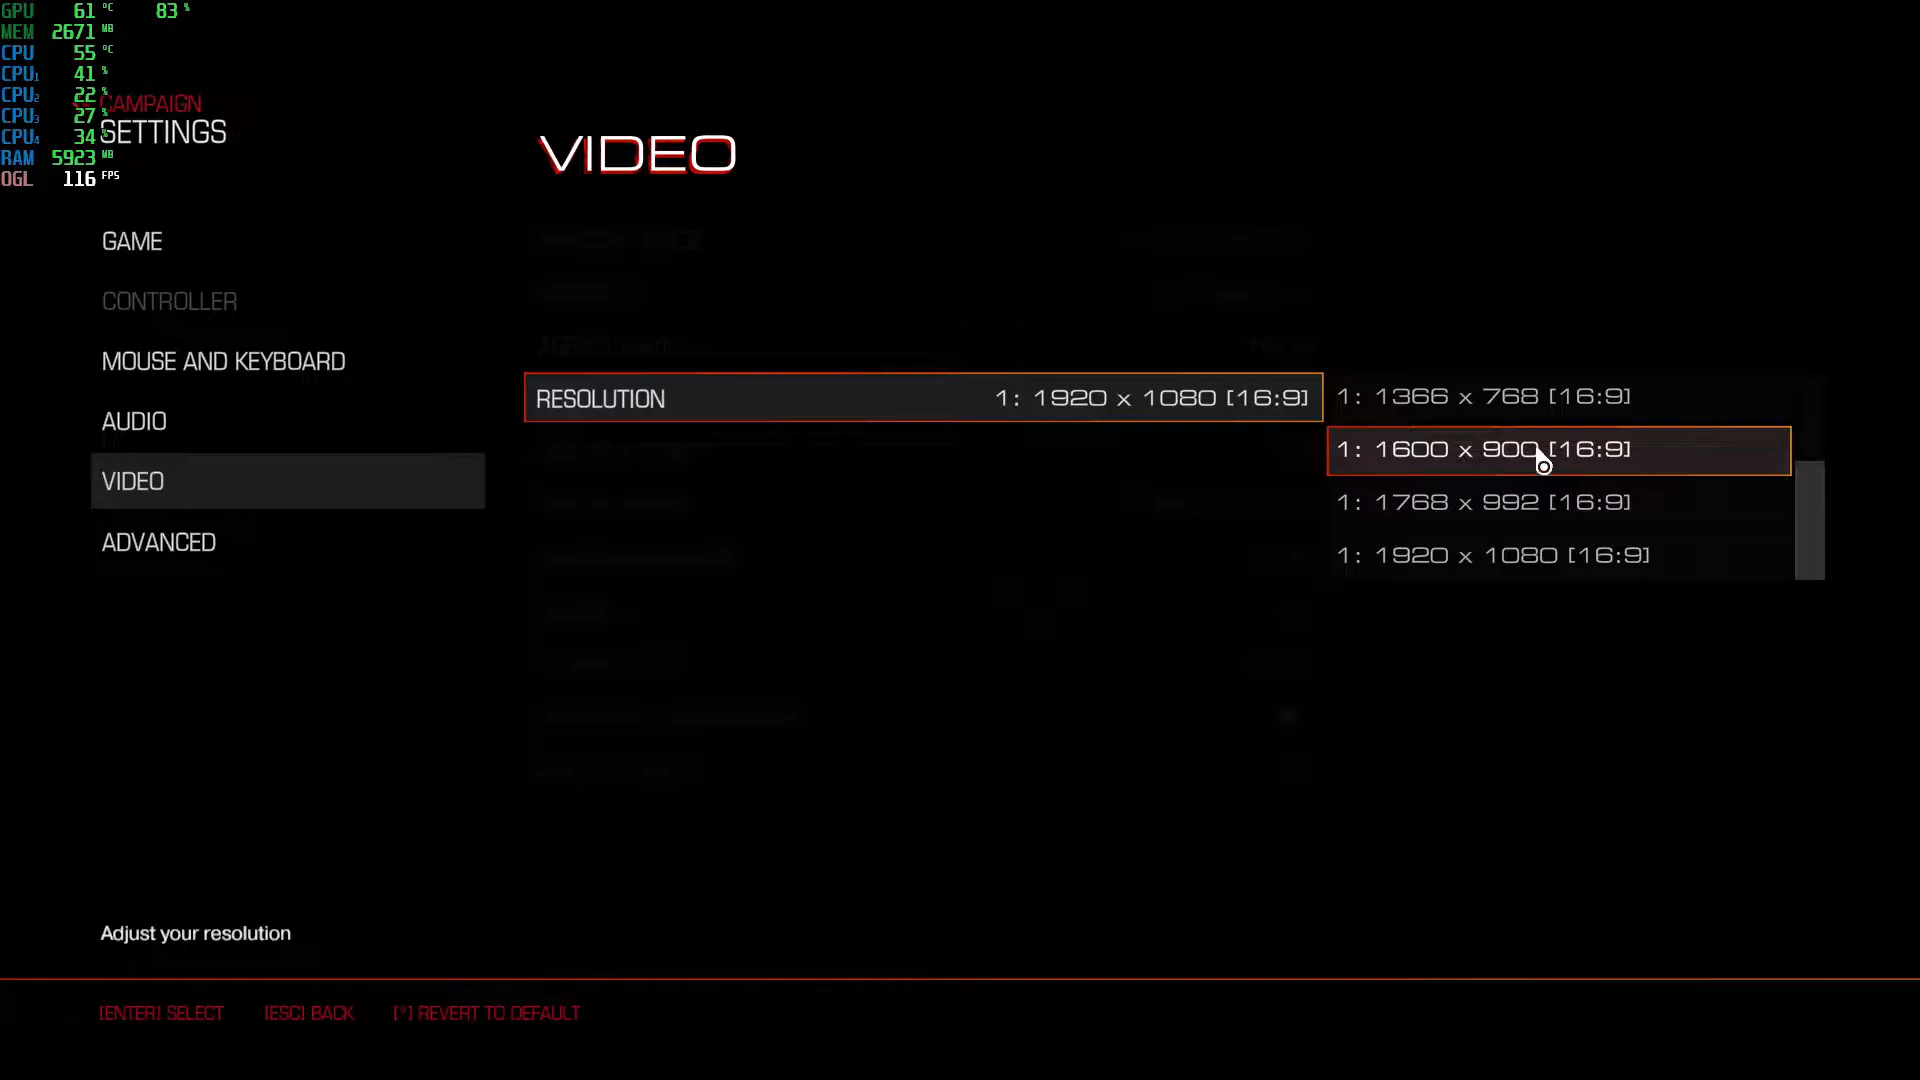 GPU 61 °C 83 %
MEM 2671 MB
CPU 55 °C
CPU1 41 %
CPU2 22 %
CPU3 27 %
CPU4 34 %
RAM 5923 MB
OGL 116 FPS
CAMPAIGN
SETTINGS
VIDEO
GAME
CONTROLLER
MOUSE AND KEYBOARD
AUDIO
VIDEO
ADVANCED
RESOLUTION 1: 1920 x 1080 [16:9]
1: 1366 x 768 [16:9]
1: 1600 x 900 [16:9]
1: 1768 x 992 [16:9]
1: 1920 x 1080 [16:9]
Adjust your resolution
[ENTER] SELECT [ESC] BACK [*] REVERT TO DEFAULT